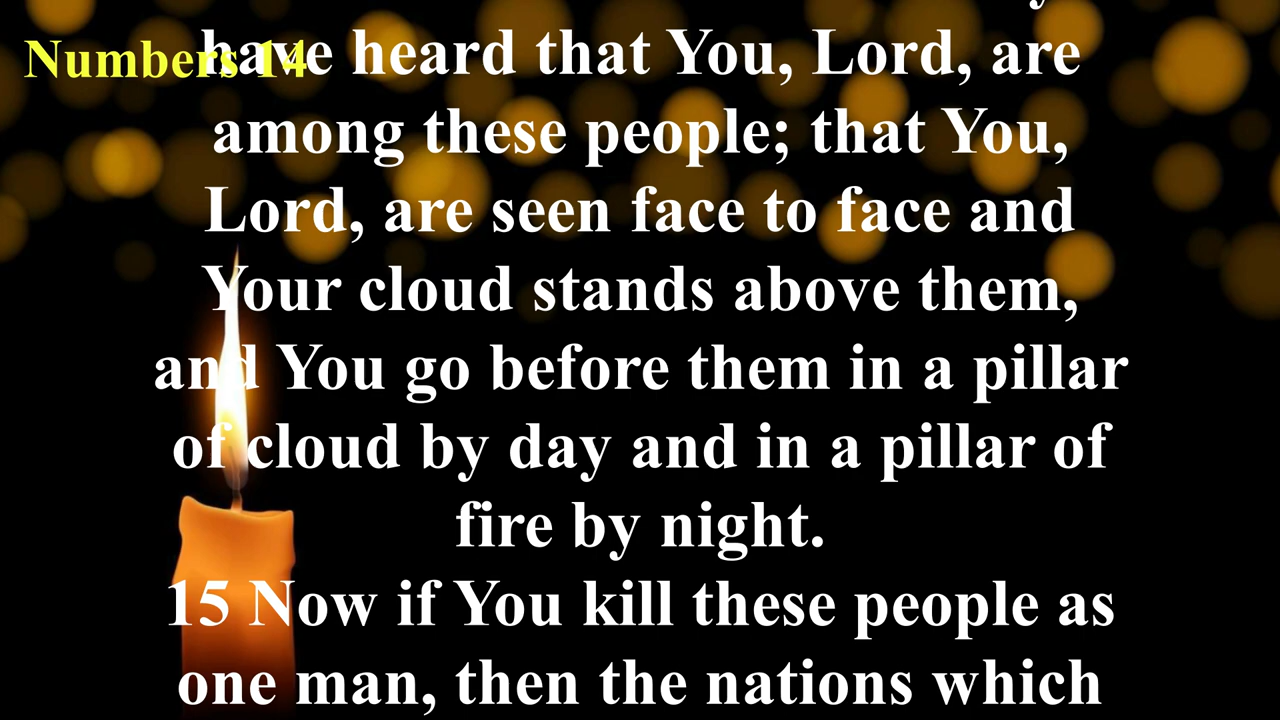 Numbers 14
have heard that You, Lord, are
among these people; that You,
Lord, are seen face to face and
Your cloud stands above them,
and You go before them in a pillar
of cloud by day and in a pillar of
fire by night.
15 Now if You kill these people as
one man, then the nations which